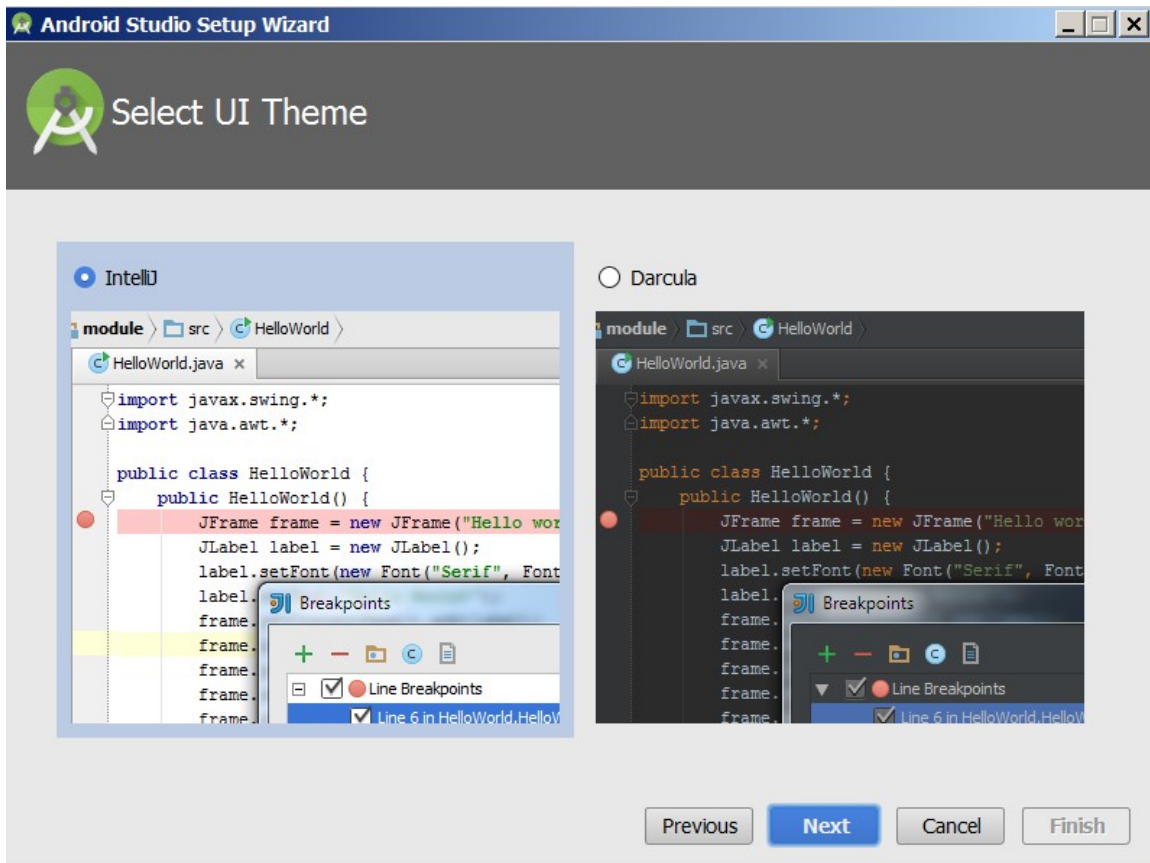 Android Studio Setup Wizard
Select UI Theme
IntelliJ
module src HelloWorld
HelloWorld.java
import javax.swing.*;
import java.awt.*;
public class HelloWorld {
public HelloWorld() {
JFrame frame = new JFrame("Hello wor
JLabel label = new JLabel();
label.setFont(new Font("Serif", Font
label.
frame.
frame.
frame.
frame.
frame.
Breakpoints
Line Breakpoints
Line 6 in HelloWorld.HelloW
Darcula
module src HelloWorld
HelloWorld.java
import javax.swing.*;
import java.awt.*;
public class HelloWorld {
public HelloWorld() {
JFrame frame = new JFrame("Hello wor
JLabel label = new JLabel();
label.setFont(new Font("Serif", Font
label.
frame.
frame.
frame.
frame.
frame.
Breakpoints
Line Breakpoints
Line 6 in HelloWorld.HelloW
Previous Next Cancel Finish